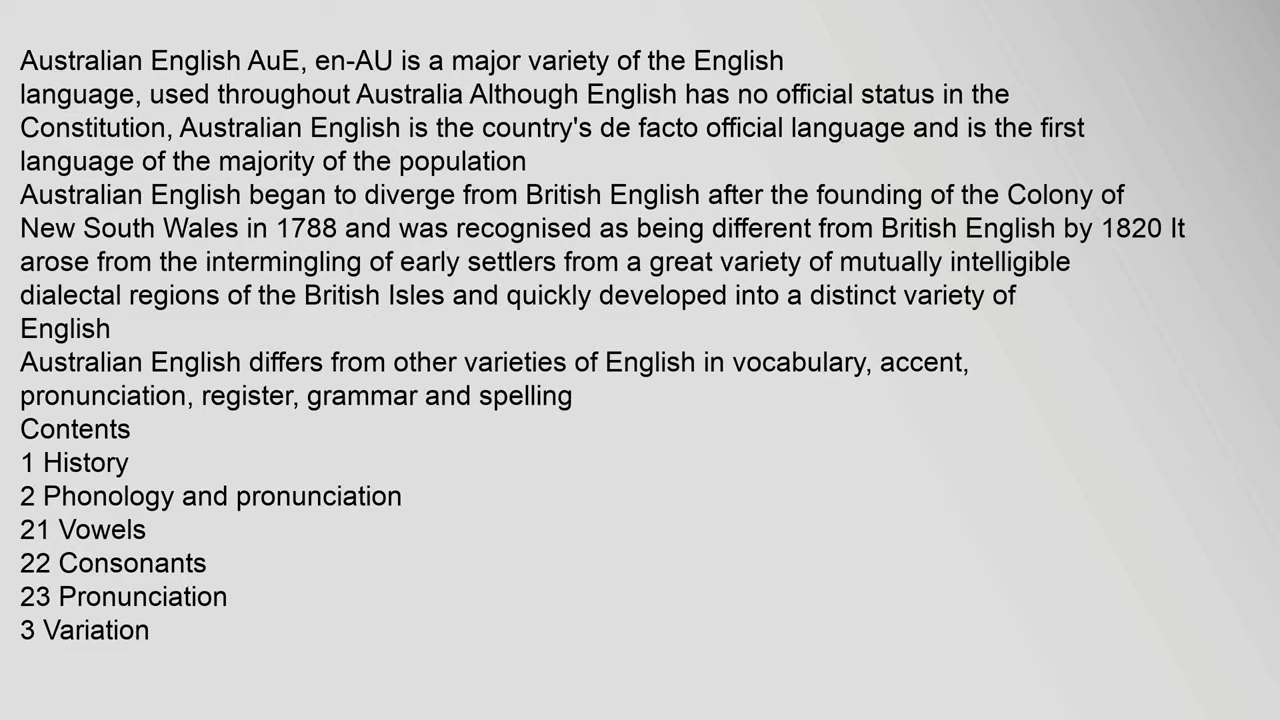 Australian English AuE, en-AU is a major variety of the English
language, used throughout Australia Although English has no official status in the
Constitution, Australian English is the country's de facto official language and is the first
language of the majority of the population
Australian English began to diverge from British English after the founding of the Colony of
New South Wales in 1788 and was recognised as being different from British English by 1820 It
arose from the intermingling of early settlers from a great variety of mutually intelligible
dialectal regions of the British Isles and quickly developed into a distinct variety of
English
Australian English differs from other varieties of English in vocabulary, accent,
pronunciation, register, grammar and spelling
Contents
1 History
2 Phonology and pronunciation
21 Vowels
22 Consonants
23 Pronunciation
3 Variation